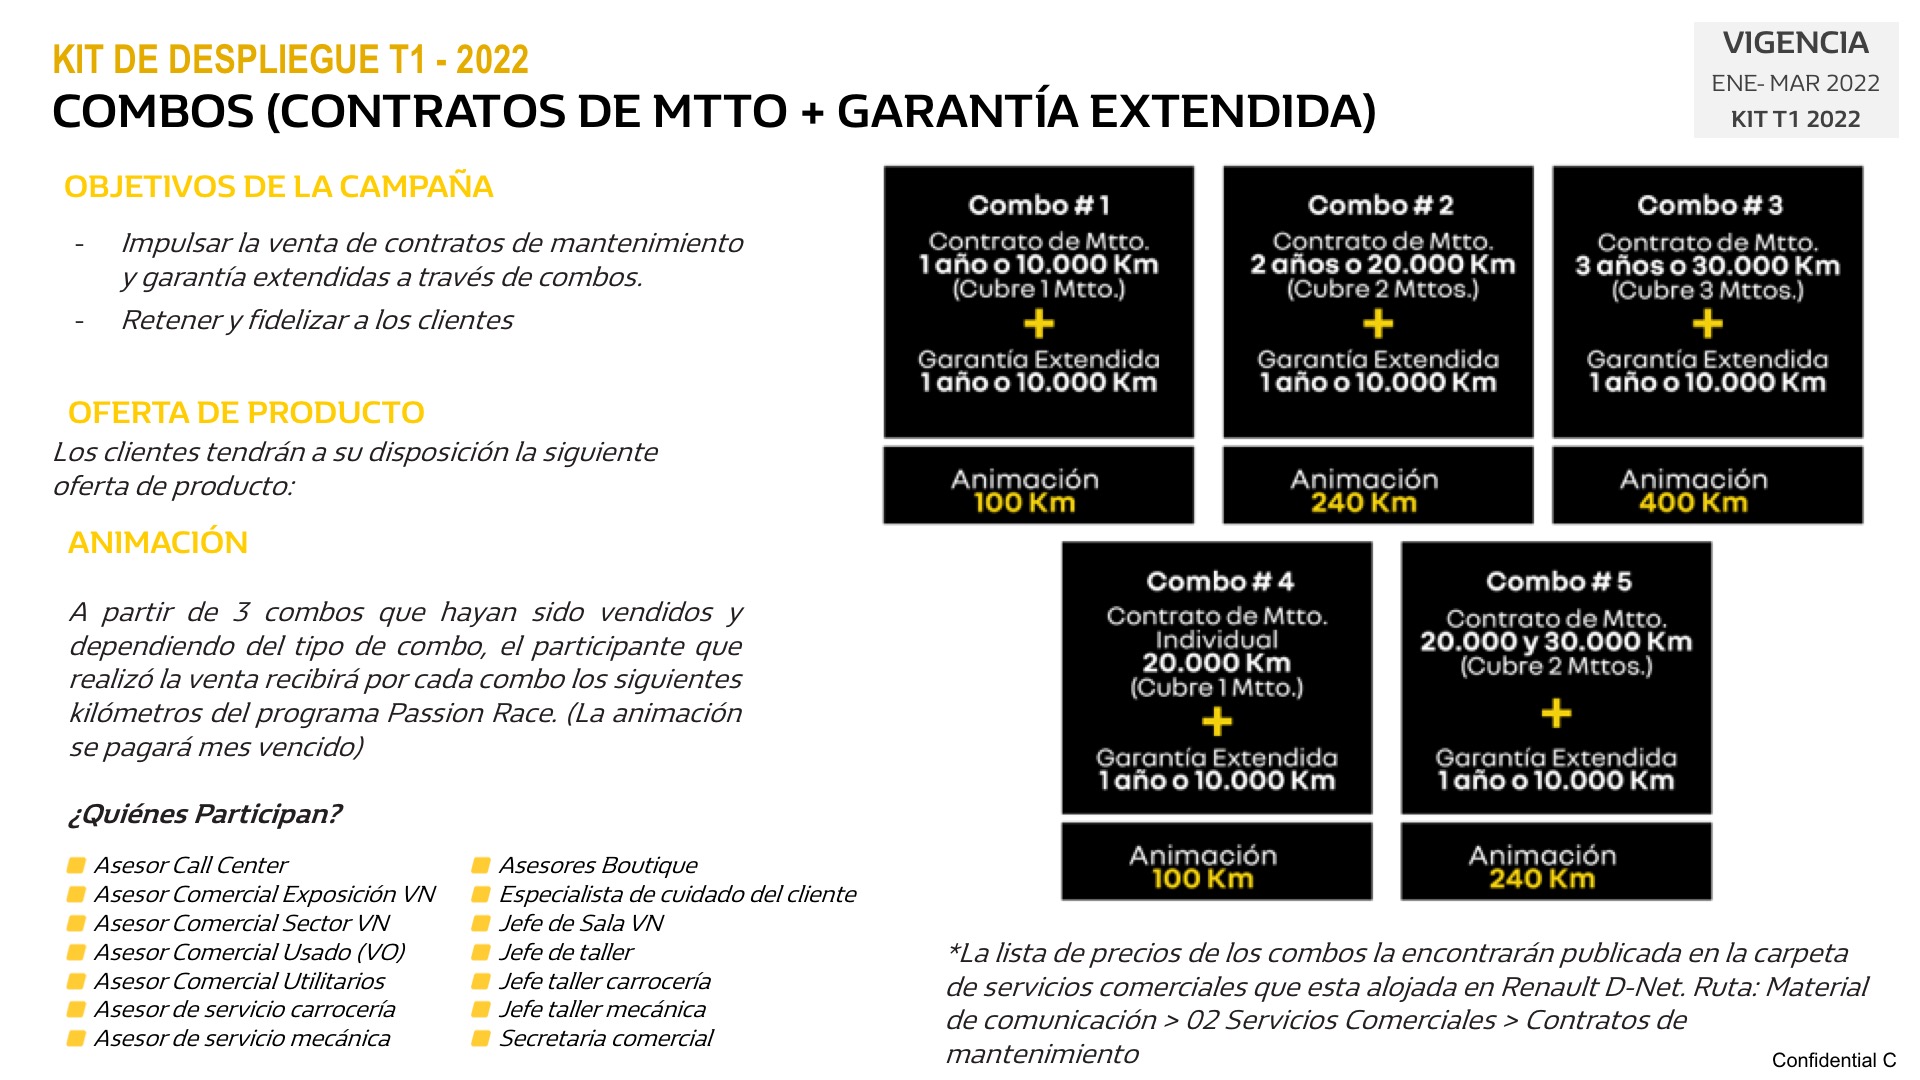 KIT DE DESPLIEGUE T1 - 2022
COMBOS (CONTRATOS DE MTTO + GARANTÍA EXTENDIDA)
VIGENCIA
ENE- MAR 2022
KIT T1 2022
OBJETIVOS DE LA CAMPAÑA
- Impulsar la venta de contratos de mantenimiento
y garantía extendidas a través de combos.
- Retener y fidelizar a los clientes
OFERTA DE PRODUCTO
Los clientes tendrán a su disposición la siguiente
oferta de producto:
ANIMACIÓN
A partir de 3 combos que hayan sido vendidos y
dependiendo del tipo de combo, el participante que
realizó la venta recibirá por cada combo los siguientes
kilómetros del programa Passion Race. (La animación
se pagará mes vencido)
¿Quiénes Participan?
Asesor Call Center
Asesor Comercial Exposición VN
Asesor Comercial Sector VN
Asesor Comercial Usado (VO)
Asesor Comercial Utilitarios
Asesor de servicio carrocería
Asesor de servicio mecánica
Asesores Boutique
Especialista de cuidado del cliente
Jefe de Sala VN
Jefe de taller
Jefe taller carrocería
Jefe taller mecánica
Secretaria comercial
Combo # 1
Contrato de Mtto.
1 año o 10.000 Km
(Cubre 1 Mtto.)
+
Garantía Extendida
1 año o 10.000 Km
Animación
100 Km
Combo # 2
Contrato de Mtto.
2 años o 20.000 Km
(Cubre 2 Mttos.)
+
Garantía Extendida
1 año o 10.000 Km
Animación
240 Km
Combo # 3
Contrato de Mtto.
3 años o 30.000 Km
(Cubre 3 Mttos.)
+
Garantía Extendida
1 año o 10.000 Km
Animación
400 Km
Combo # 4
Contrato de Mtto.
Individual
20.000 Km
(Cubre 1 Mtto.)
+
Garantía Extendida
1 año o 10.000 Km
Animación
100 Km
Combo # 5
Contrato de Mtto.
20.000 y 30.000 Km
(Cubre 2 Mttos.)
+
Garantía Extendida
1 año o 10.000 Km
Animación
240 Km
*La lista de precios de los combos la encontrarán publicada en la carpeta
de servicios comerciales que esta alojada en Renault D-Net. Ruta: Material
de comunicación > 02 Servicios Comerciales > Contratos de
mantenimiento
Confidential C